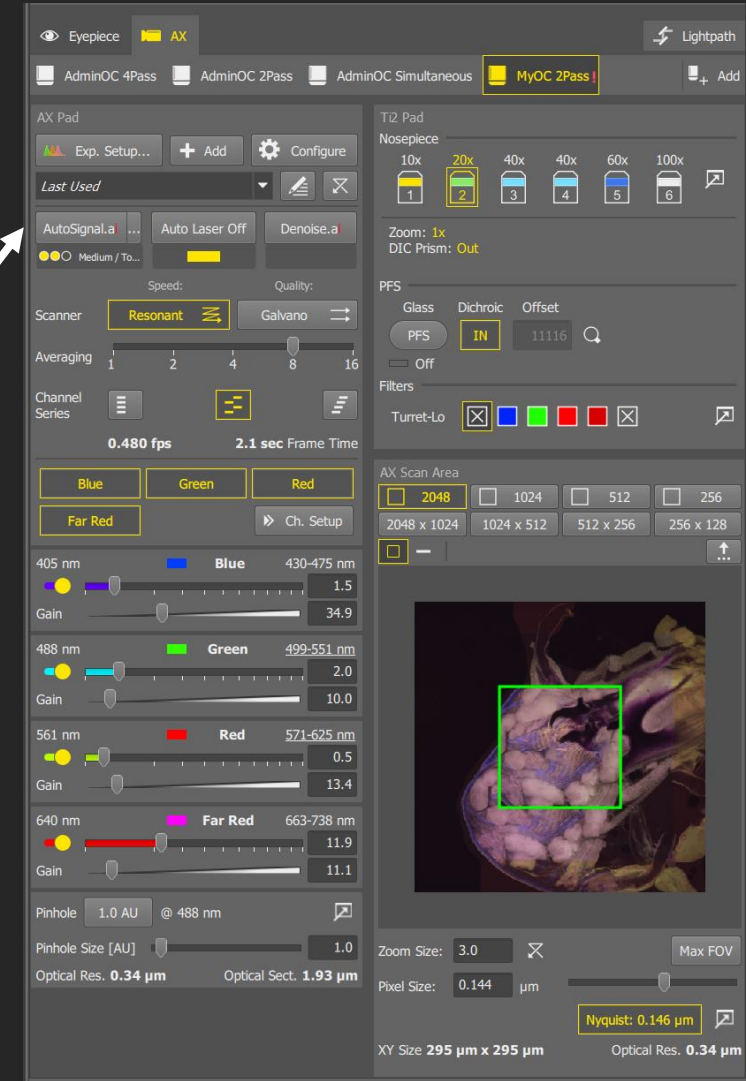 Eyepiece AX Lightpath
AdminOC 4Pass AdminOC 2Pass AdminOC Simultaneous MyOC 2Pass! Add
AX Pad
Exp. Setup... Add Configure
Last Used
AutoSignal.ai ... Auto Laser Off Denoise.ai
Medium / To...
Speed: Quality:
Scanner Resonant Galvano
Averaging 1 2 4 8 16
Channel
Series
0.480 fps 2.1 sec Frame Time
Blue Green Red
Far Red Ch. Setup
405 nm Blue 430-475 nm
1.5
Gain 34.9
488 nm Green 499-551 nm
2.0
Gain 10.0
561 nm Red 571-625 nm
0.5
Gain 13.4
640 nm Far Red 663-738 nm
11.9
Gain 11.1
Pinhole 1.0 AU @ 488 nm
Pinhole Size [AU] 1.0
Optical Res. 0.34 µm Optical Sect. 1.93 µm
Ti2 Pad
Nosepiece
10x 20x 40x 40x 60x 100x
1 2 3 4 5 6
Zoom: 1x
DIC Prism: Out
PFS
Glass Dichroic Offset
PFS IN 11116
Off
Filters
Turret-Lo
AX Scan Area
2048 1024 512 256
2048 x 1024 1024 x 512 512 x 256 256 x 128
Zoom Size: 3.0 Max FOV
Pixel Size: 0.144 µm
Nyquist: 0.146 µm
XY Size 295 µm x 295 µm Optical Res. 0.34 µm